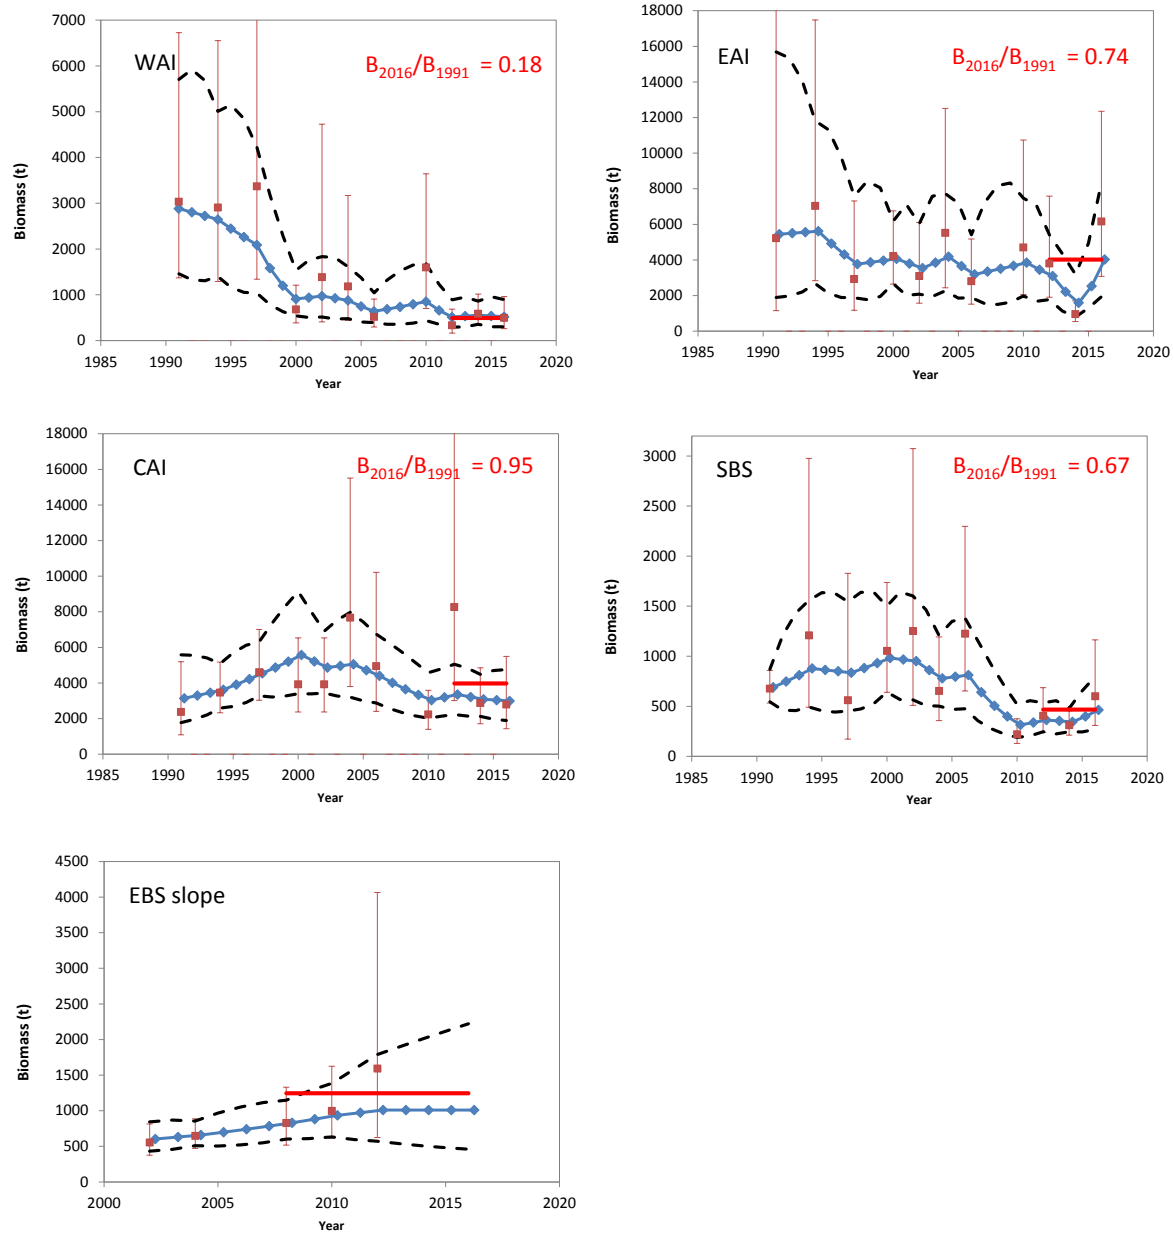 7000
6000
5000
4000
3000
2000
1000
0
WAI
B2016/B1991 = 0.18
Biomass (t)
1985 1990 1995 2000 2005 2010 2015 2020
Year
18000
16000
14000
12000
10000
8000
6000
4000
2000
0
EAI
B2016/B1991 = 0.74
Biomass (t)
1985 1990 1995 2000 2005 2010 2015 2020
Year
18000
16000
14000
12000
10000
8000
6000
4000
2000
0
CAI
B2016/B1991 = 0.95
Biomass (t)
1985 1990 1995 2000 2005 2010 2015 2020
Year
3000
2500
2000
1500
1000
500
0
SBS
B2016/B1991 = 0.67
Biomass (t)
1985 1990 1995 2000 2005 2010 2015 2020
Year
4500
4000
3500
3000
2500
2000
1500
1000
500
0
EBS slope
Biomass (t)
2000 2005 2010 2015 2020
Year